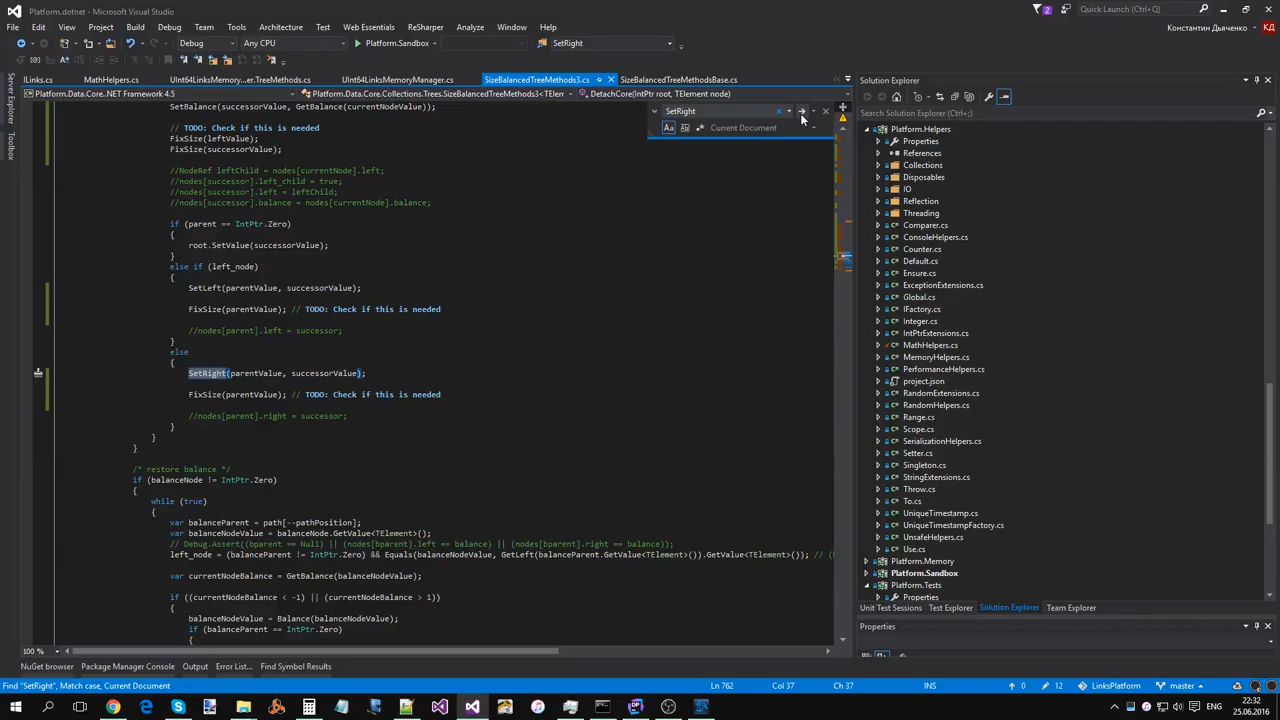 Platform.dotnet - Microsoft Visual Studio
2
Quick Launch (Ctrl+Q)
File Edit View Project Build Debug Team Tools Test Web Essentials ReSharper Architecture Analyze Window Help
Константин Дьяченко КД
Debug Any CPU Platform.Sandbox SetRight
ILinks.cs MathHelpers.cs UInt64LinksMemory...er.TreeMethods.cs UInt64LinksMemoryManager.cs SizeBalancedTreeMethods3.cs SizeBalancedTreeMethodsBase.cs
Platform.Data.Core..NET Framework 4.5 Platform.Data.Core.Collections.Trees.SizeBalancedTreeMethods3<TElem DetachCore(IntPtr root, TElement node)
Server Explorer
Toolbox
SetRight
Aa Current Document
SetBalance(successorValue, GetBalance(currentNodeValue));
// TODO: Check if this is needed
FixSize(leftValue);
FixSize(successorValue);
//NodeRef leftChild = nodes[currentNode].left;
//nodes[successor].left_child = true;
//nodes[successor].left = leftChild;
//nodes[successor].balance = nodes[currentNode].balance;
if (parent == IntPtr.Zero)
{
root.SetValue(successorValue);
}
else if (left_node)
{
SetLeft(parentValue, successorValue);
FixSize(parentValue); // TODO: Check if this is needed
//nodes[parent].left = successor;
}
else
{
SetRight(parentValue, successorValue);
FixSize(parentValue); // TODO: Check if this is needed
//nodes[parent].right = successor;
}
}
}
/* restore balance */
if (balanceNode != IntPtr.Zero)
{
while (true)
{
var balanceParent = path[--pathPosition];
var balanceNodeValue = balanceNode.GetValue<TElement>();
// Debug.Assert((bparent == Null) || (nodes[bparent].left == balance) || (nodes[bparent].right == balance));
left_node = (balanceParent != IntPtr.Zero) && Equals(balanceNodeValue, GetLeft(balanceParent.GetValue<TElement>()).GetValue<TElement>()); // (
var currentNodeBalance = GetBalance(balanceNodeValue);
if ((currentNodeBalance < -1) || (currentNodeBalance > 1))
{
balanceNodeValue = Balance(balanceNodeValue);
if (balanceParent == IntPtr.Zero)
{
100 %
Solution Explorer
Search Solution Explorer (Ctrl+;)
Platform.Helpers
Properties
References
Collections
Disposables
IO
Reflection
Threading
Comparer.cs
ConsoleHelpers.cs
Counter.cs
Default.cs
Ensure.cs
ExceptionExtensions.cs
Global.cs
IFactory.cs
Integer.cs
IntPtrExtensions.cs
MathHelpers.cs
MemoryHelpers.cs
PerformanceHelpers.cs
project.json
RandomExtensions.cs
RandomHelpers.cs
Range.cs
Scope.cs
SerializationHelpers.cs
Setter.cs
Singleton.cs
StringExtensions.cs
Throw.cs
To.cs
UniqueTimestamp.cs
UniqueTimestampFactory.cs
UnsafeHelpers.cs
Use.cs
Platform.Memory
Platform.Sandbox
Platform.Tests
Properties
Unit Test Sessions Test Explorer Solution Explorer Team Explorer
Properties
NuGet browser Package Manager Console Output Error List... Find Symbol Results
Find "SetRight", Match case, Current Document Ln 762 Col 37 Ch 37 INS 0 12 LinksPlatform master
ENG 22:32
25.06.2016